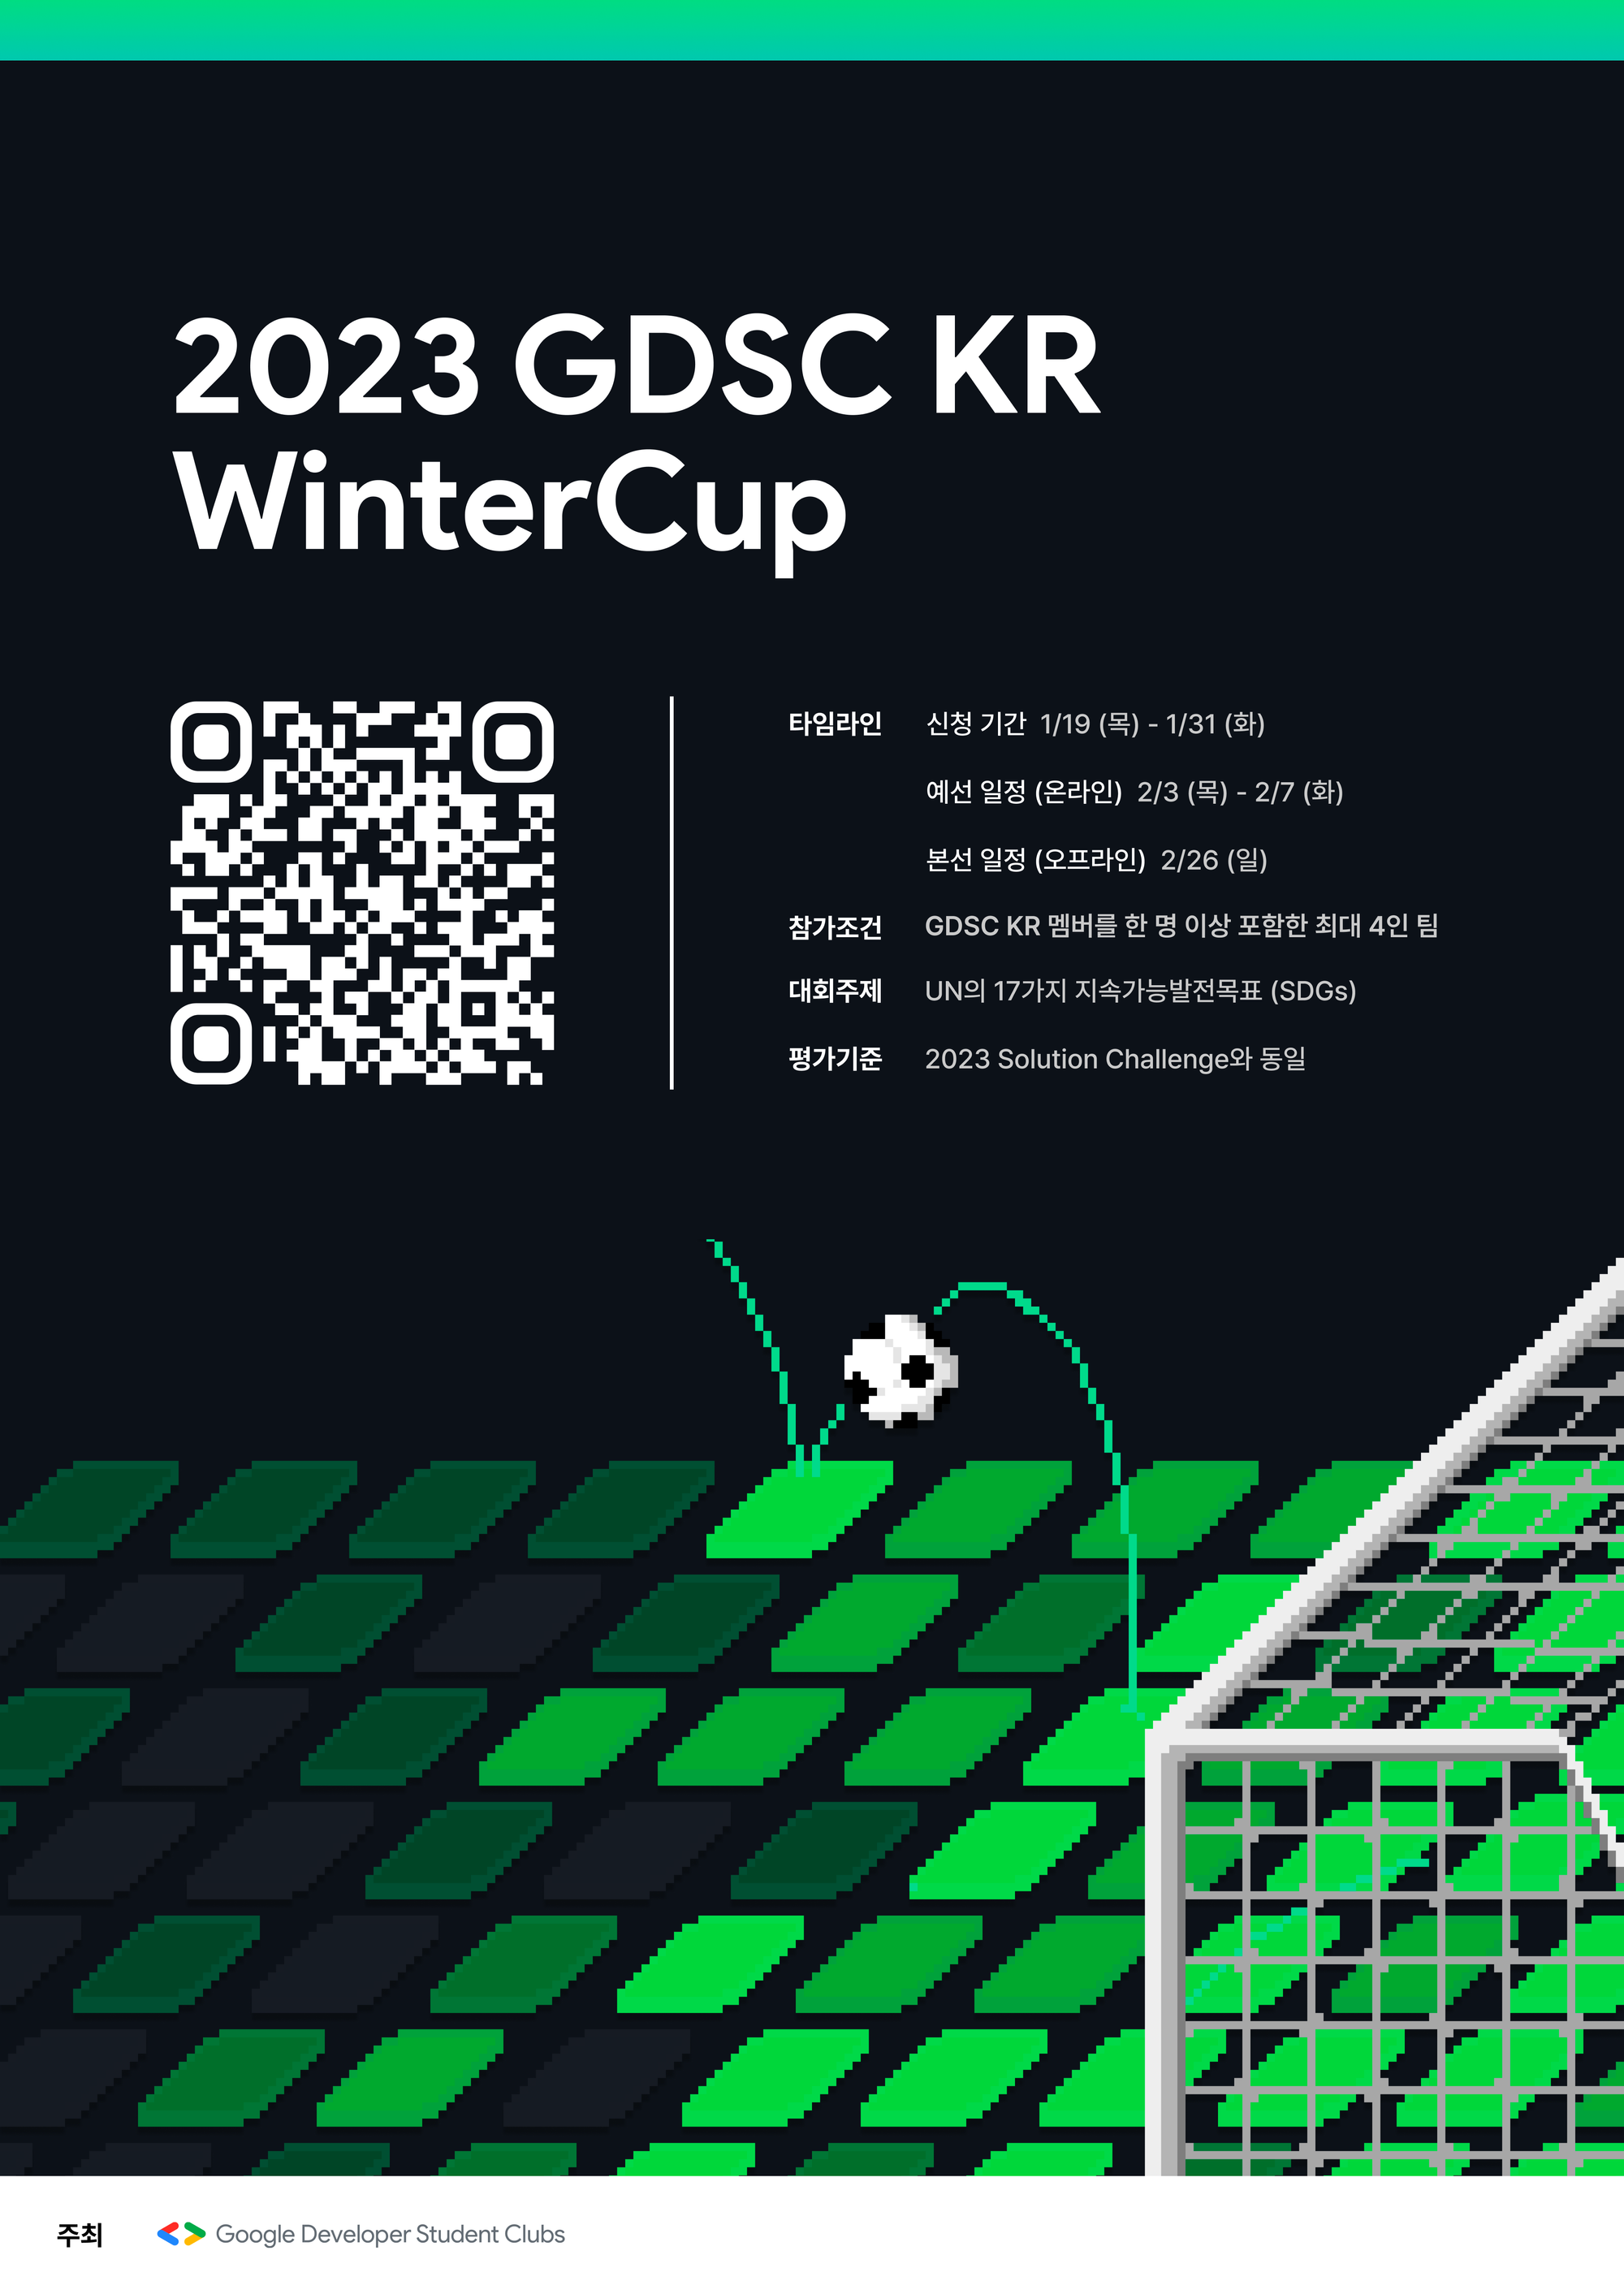 2023 GDSC KR
WinterCup
타임라인 신청 기간 1/19 (목) - 1/31 (화)
예선 일정 (온라인) 2/3 (목) - 2/7 (화)
본선 일정 (오프라인) 2/26 (일)
참가조건 GDSC KR 멤버를 한 명 이상 포함한 최대 4인 팀
대회주제 UN의 17가지 지속가능발전목표 (SDGs)
평가기준 2023 Solution Challenge와 동일
주최 Google Developer Student Clubs